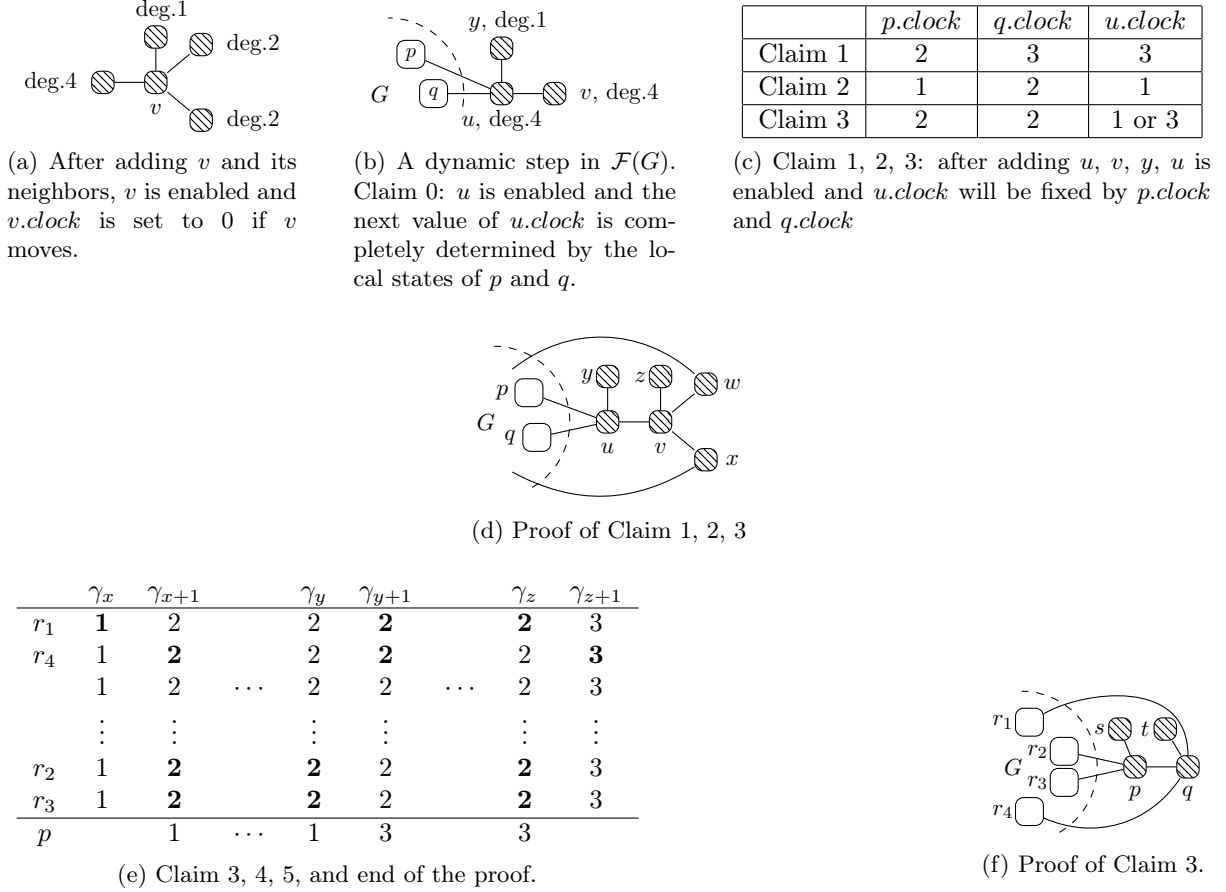 deg.1
deg.2
deg.4
v
deg.2
(a) After adding v and its
neighbors, v is enabled and
v.clock is set to 0 if v
moves.
y, deg.1
p
G
q
v, deg.4
u, deg.4
(b) A dynamic step in F(G).
Claim 0: u is enabled and the
next value of u.clock is com-
pletely determined by the lo-
cal states of p and q.
p.clock q.clock u.clock
Claim 1 2 3 3
Claim 2 1 2 1
Claim 3 2 2 1 or 3
(c) Claim 1, 2, 3: after adding u, v, y, u is
enabled and u.clock will be fixed by p.clock
and q.clock
y z w
p
G
q
u v x
(d) Proof of Claim 1, 2, 3
γx γx+1 γy γy+1 γz γz+1
r1 1 2 2 2 2 3
r4 1 2 2 2 2 3
1 2 ⋯ 2 2 ⋯ 2 3
⋮ ⋮ ⋮ ⋮ ⋮ ⋮
r2 1 2 2 2 2 3
r3 1 2 2 2 2 3
p 1 ⋯ 1 3 3
(e) Claim 3, 4, 5, and end of the proof.
r1 s t
r2
G
r3
p q
r4
(f) Proof of Claim 3.